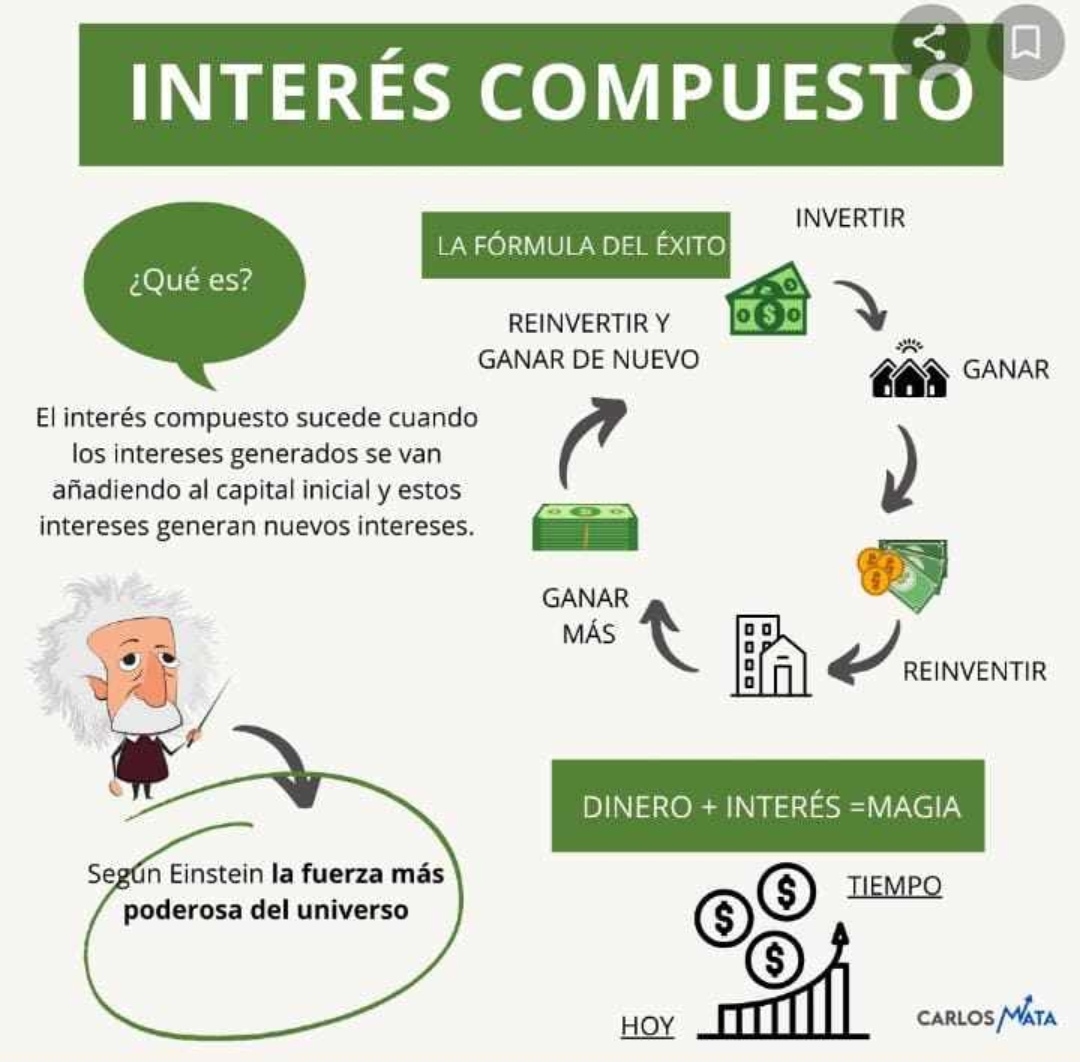 INTERÉS COMPUESTO
¿Qué es?
El interés compuesto sucede cuando
los intereses generados se van
añadiendo al capital inicial y estos
intereses generan nuevos intereses.
Según Einstein la fuerza más
poderosa del universo
LA FÓRMULA DEL ÉXITO
INVERTIR
GANAR
REINVENTIR
GANAR
MÁS
REINVERTIR Y
GANAR DE NUEVO
DINERO + INTERÉS =MAGIA
TIEMPO
HOY
CARLOS MATA